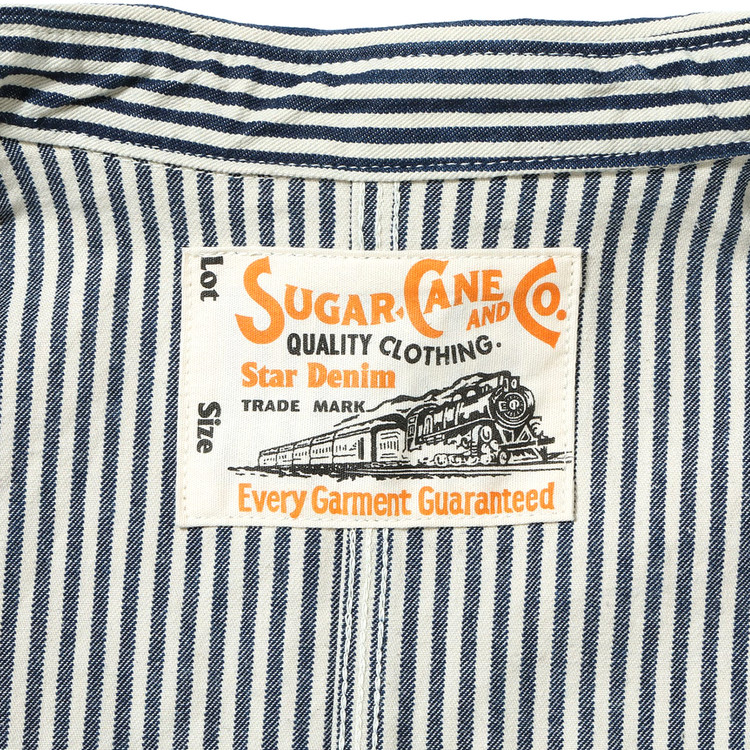 Lot
Size
SUGAR CANE AND CO.
QUALITY CLOTHING.
Star Denim
TRADE MARK
Every Garment Guaranteed